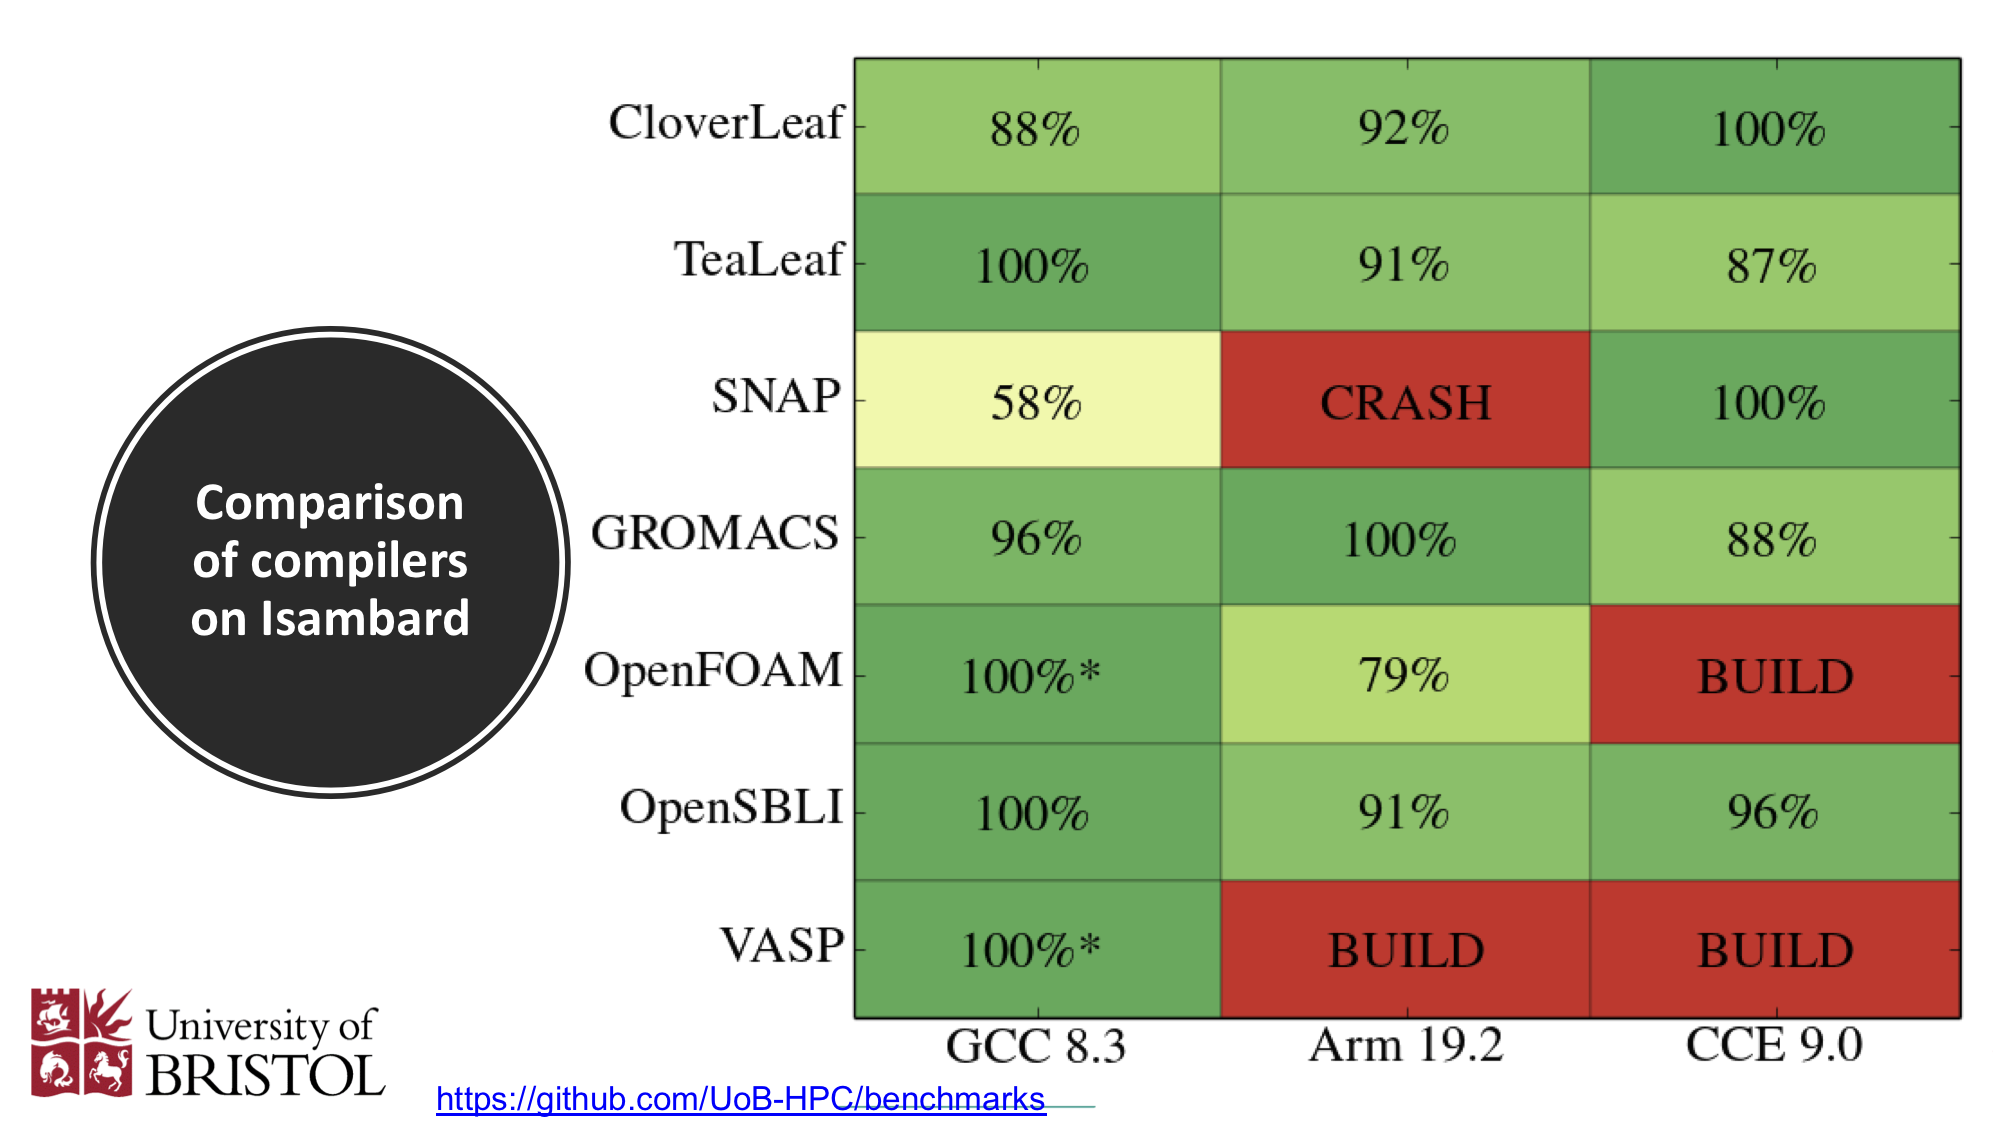 CloverLeaf 88% 92% 100%
TeaLeaf 100% 91% 87%
SNAP 58% CRASH 100%
GROMACS 96% 100% 88%
OpenFOAM 100%* 79% BUILD
OpenSBLI 100% 91% 96%
VASP 100%* BUILD BUILD
GCC 8.3 Arm 19.2 CCE 9.0
Comparison
of compilers
on Isambard
University of
BRISTOL
https://github.com/UoB-HPC/benchmarks